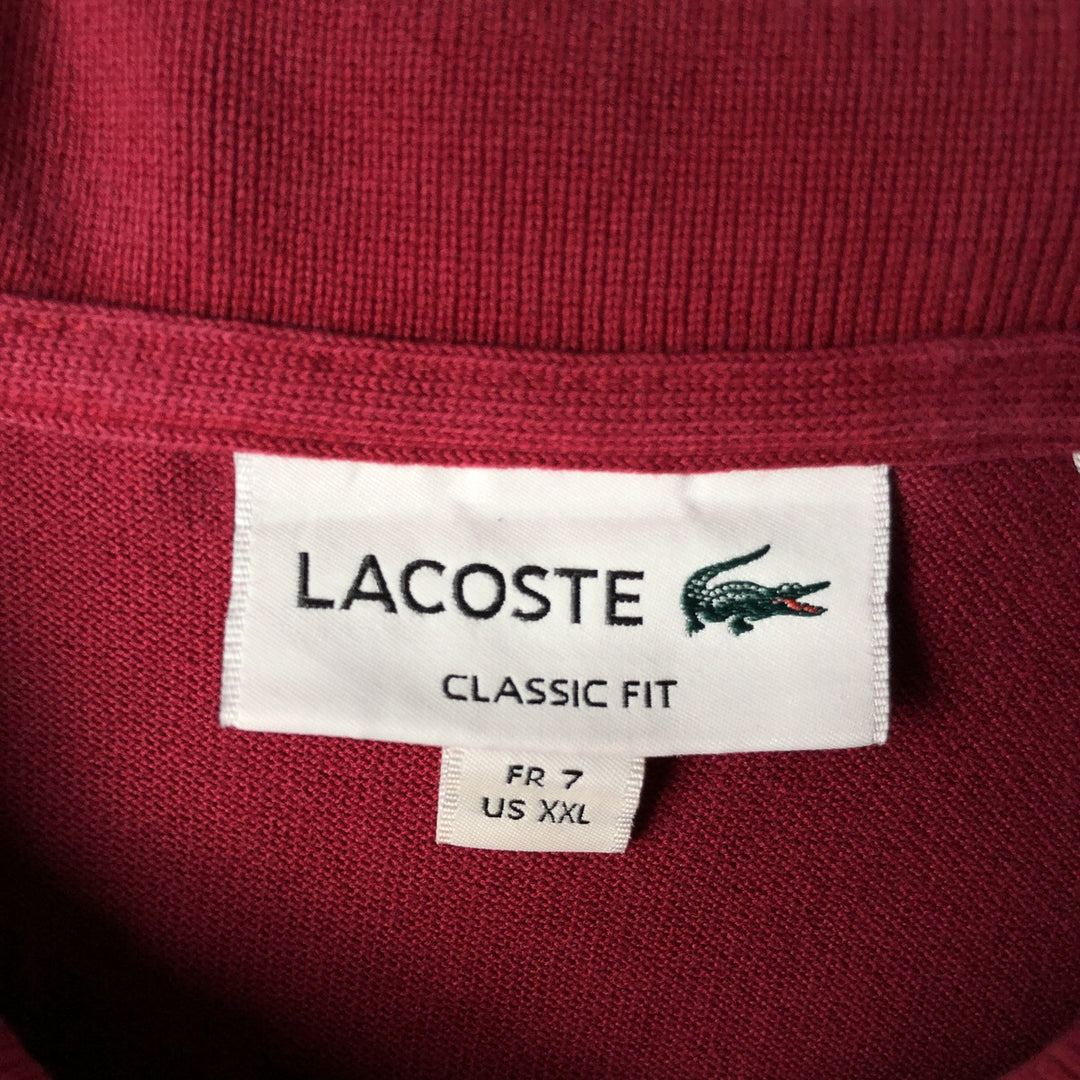 LACOSTE
CLASSIC FIT
FR 7
US XXL